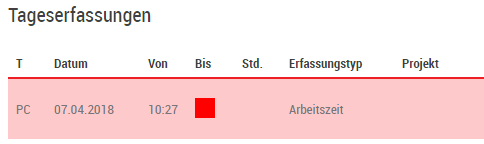 Tageserfassungen
T Datum Von Bis Std. Erfassungstyp Projekt
PC 07.04.2018 10:27 Arbeitszeit